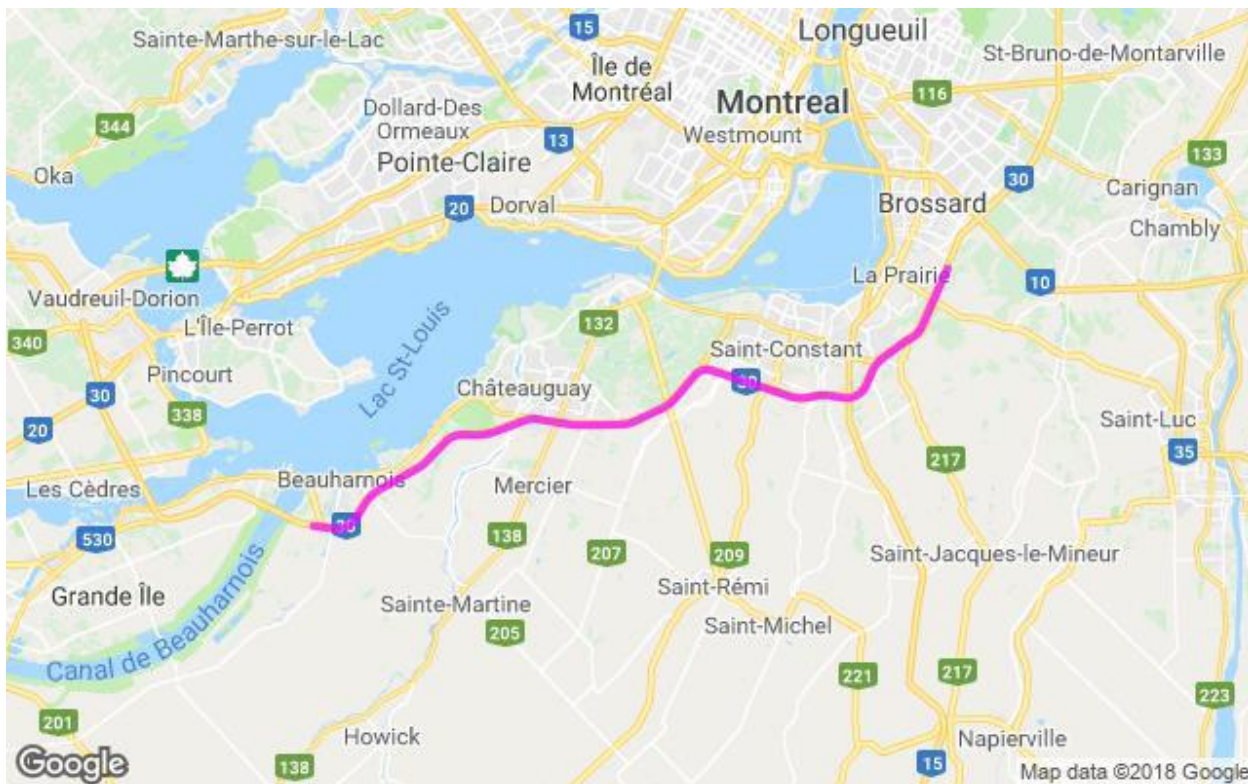 15
Longueuil
Sainte-Marthe-sur-le-Lac
St-Bruno-de-Montarville
Île de
Montréal
116
Montreal
Dollard-Des
Ormeaux
344
13
Westmount
Pointe-Claire
133
Oka
30
Carignan
20
Dorval
Brossard
Chambly
La Prairie
10
Vaudreuil-Dorion
L'Île-Perrot
132
340
Lac St-Louis
Saint-Constant
Pincourt
30
30
Châteauguay
338
Saint-Luc
20
35
217
Beauharnois
Les Cèdres
Mercier
30
530
138
207
209
Saint-Jacques-le-Mineur
Grande Île
Saint-Rémi
Sainte-Martine
Canal de Beauharnois
205
Saint-Michel
221
217
223
201
Howick
Napierville
138
15
Google
Map data ©2018 Google